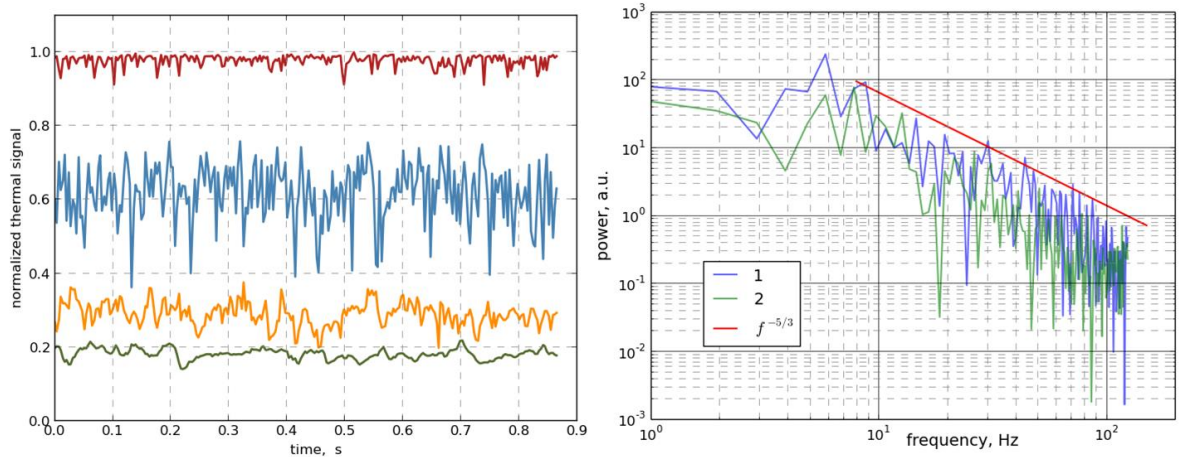 normalized thermal signal
1.0
0.8
0.6
0.4
0.2
0.0
0.0 0.1 0.2 0.3 0.4 0.5 0.6 0.7 0.8 0.9
time, s
power, a.u.
10³
10²
10¹
10⁰
10⁻¹
10⁻²
10⁻³
1
2
f⁻⁵/³
10⁰ 10¹ 10²
frequency, Hz